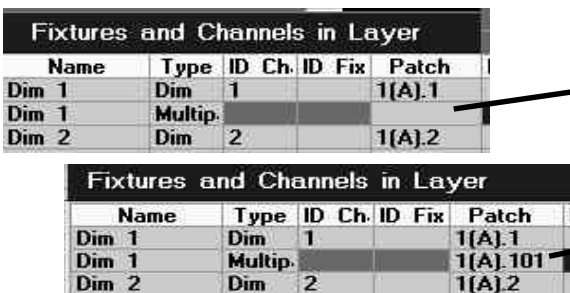 Fixtures and Channels in Layer
Name Type ID Ch. ID Fix Patch
Dim 1 Dim 1 1(A).1
Dim 1 Multip.
Dim 2 Dim 2 1(A).2
Fixtures and Channels in Layer
Name Type ID Ch. ID Fix Patch
Dim 1 Dim 1 1(A).1
Dim 1 Multip. 1(A).101
Dim 2 Dim 2 1(A).2